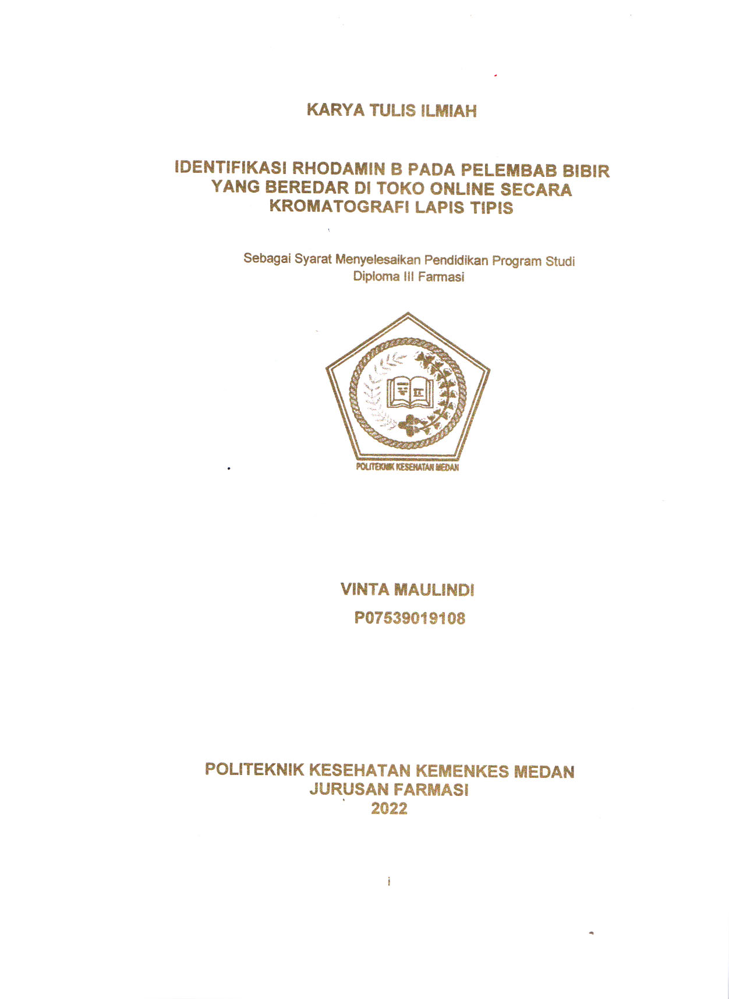 KARYA TULIS ILMIAH
IDENTIFIKASI RHODAMIN B PADA PELEMBAB BIBIR
YANG BEREDAR DI TOKO ONLINE SECARA
KROMATOGRAFI LAPIS TIPIS
Sebagai Syarat Menyelesaikan Pendidikan Program Studi
Diploma III Farmasi
POLITEKNIK KESEHATAN MEDAN
VINTA MAULINDI
P07539019108
POLITEKNIK KESEHATAN KEMENKES MEDAN
JURUSAN FARMASI
2022
i